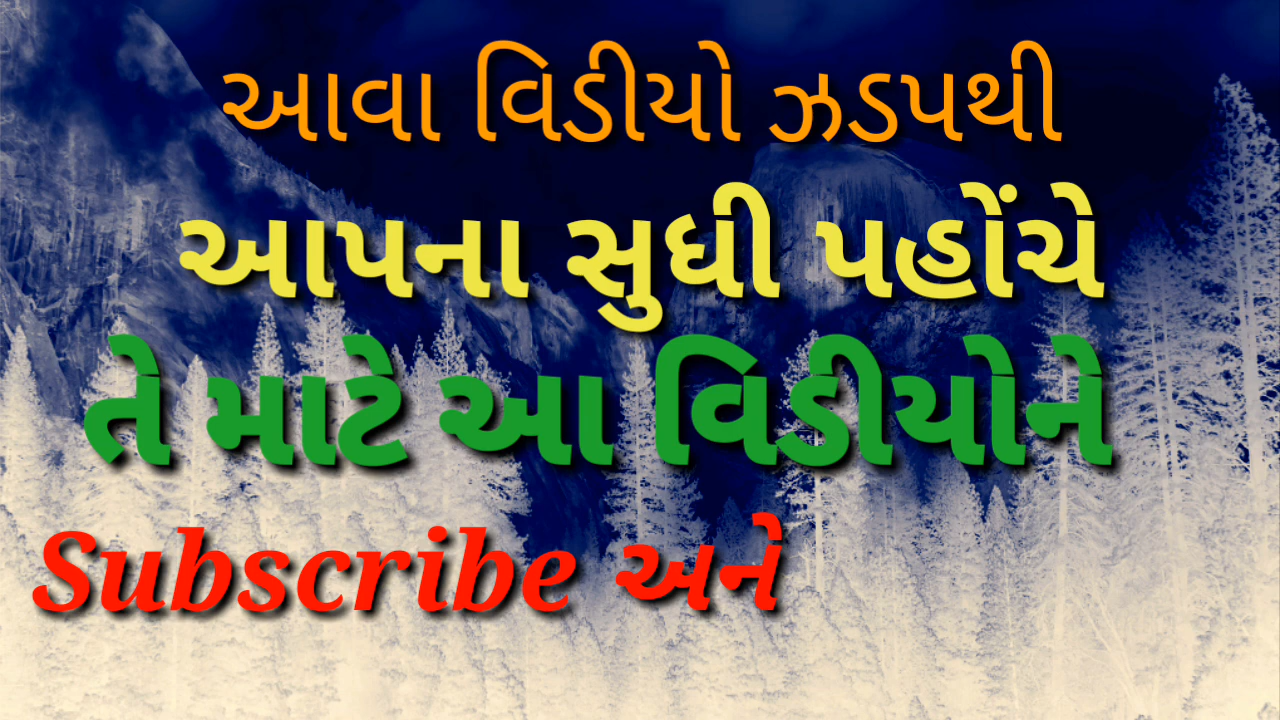 આવા વિડીયો ઝડપથી
આપના સુધી પહોંચે
તે માટે આ વિડીયોને
Subscribe અને